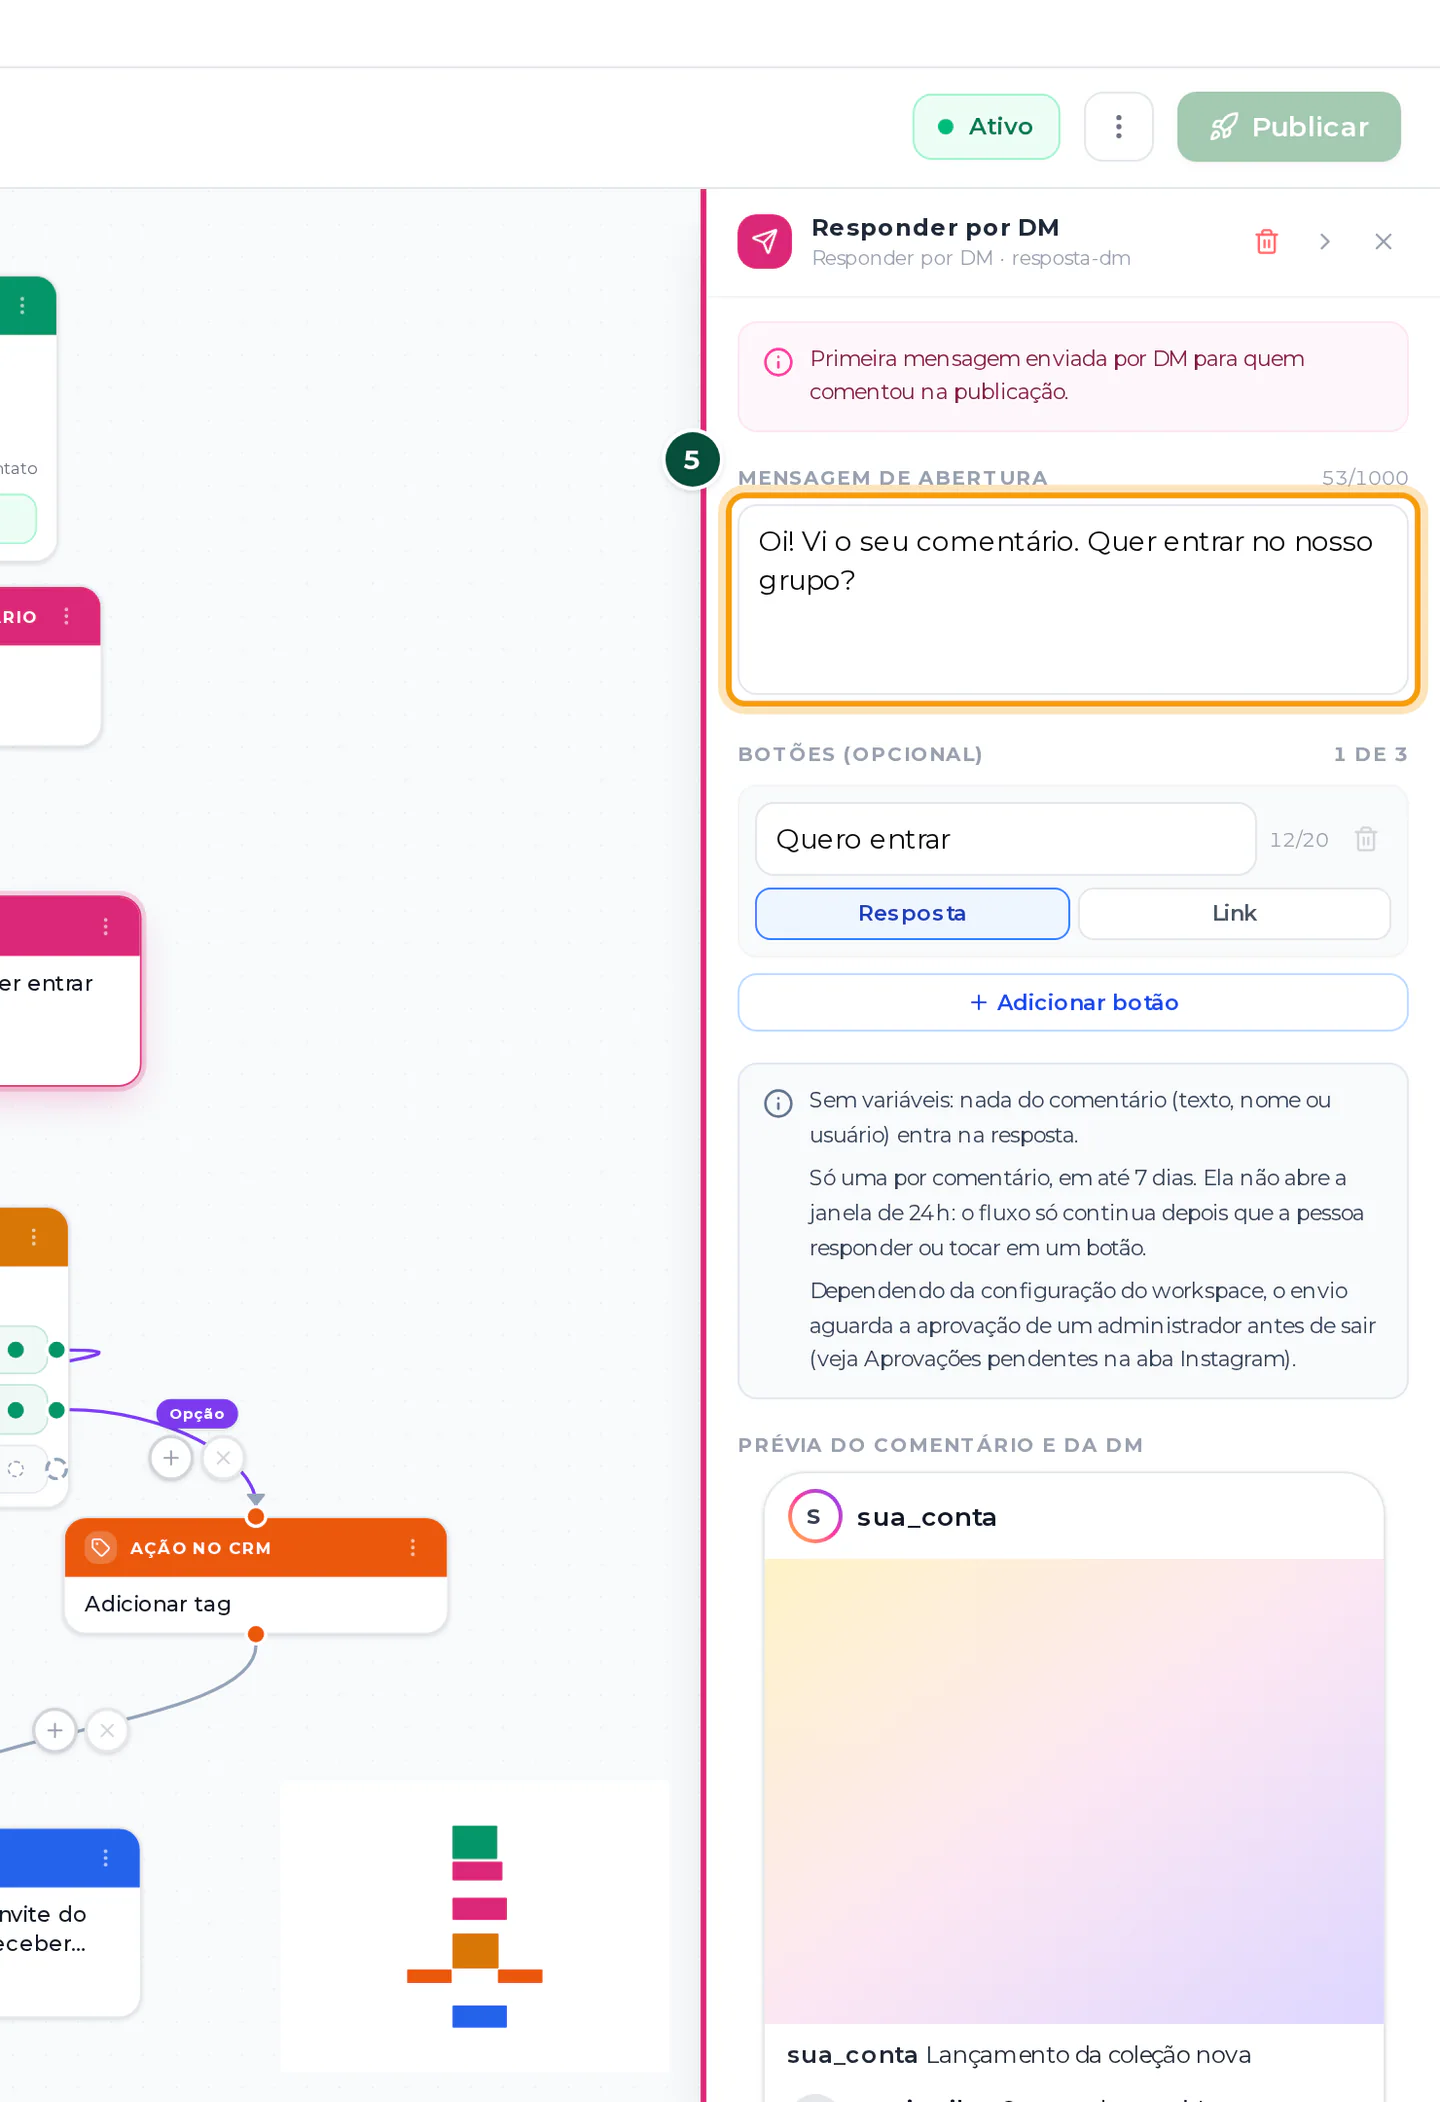 Ativo
Publicar
Responder por DM
Responder por DM · resposta-dm
Primeira mensagem enviada por DM para quem
comentou na publicação.
5
MENSAGEM DE ABERTURA
53/1000
Oi! Vi o seu comentário. Quer entrar no nosso
grupo?
BOTÕES (OPCIONAL)
1 DE 3
Quero entrar
12/20
Resposta
Link
+ Adicionar botão
Sem variáveis: nada do comentário (texto, nome ou
usuário) entra na resposta.
Só uma por comentário, em até 7 dias. Ela não abre a
janela de 24h: o fluxo só continua depois que a pessoa
responder ou tocar em um botão.
Dependendo da configuração do workspace, o envio
aguarda a aprovação de um administrador antes de sair
(veja Aprovações pendentes na aba Instagram).
PRÉVIA DO COMENTÁRIO E DA DM
S
sua_conta
sua_conta Lançamento da coleção nova
ntato
RIO
er entrar
Opção
AÇÃO NO CRM
Adicionar tag
nvite do
eceber...